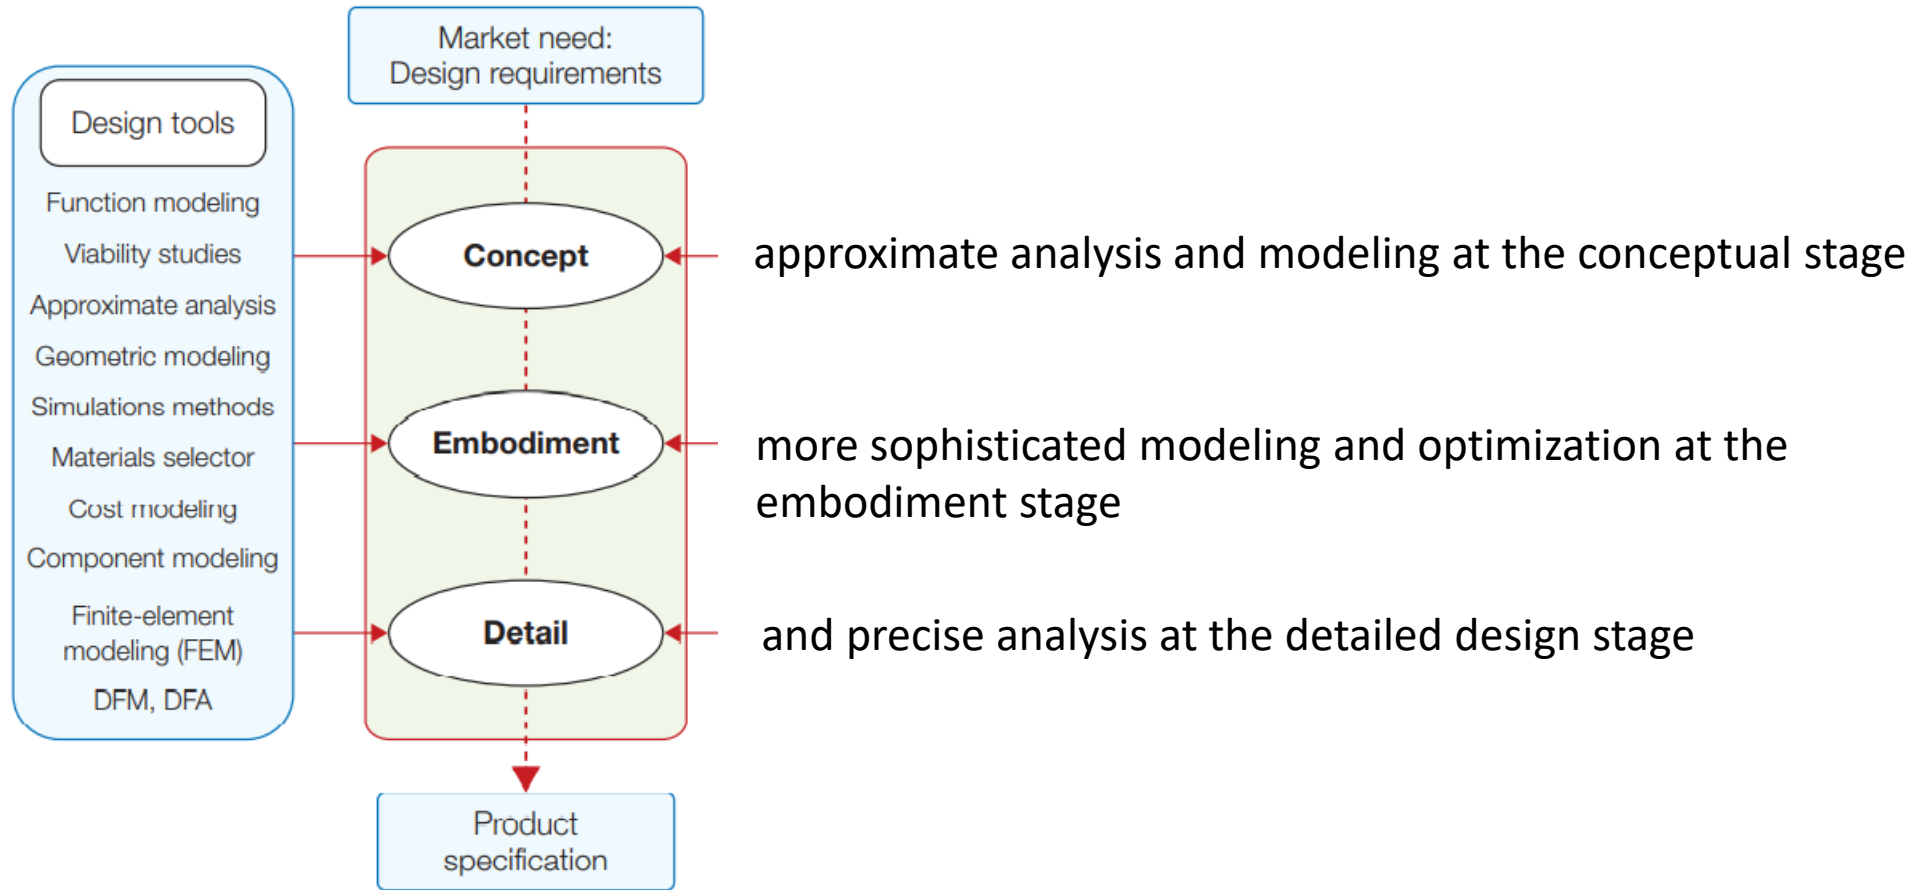 Market need:
Design requirements
Design tools
Function modeling
Viability studies
Approximate analysis
Geometric modeling
Simulations methods
Materials selector
Cost modeling
Component modeling
Finite-element
modeling (FEM)
DFM, DFA
Concept
approximate analysis and modeling at the conceptual stage
Embodiment
more sophisticated modeling and optimization at the
embodiment stage
Detail
and precise analysis at the detailed design stage
Product
specification